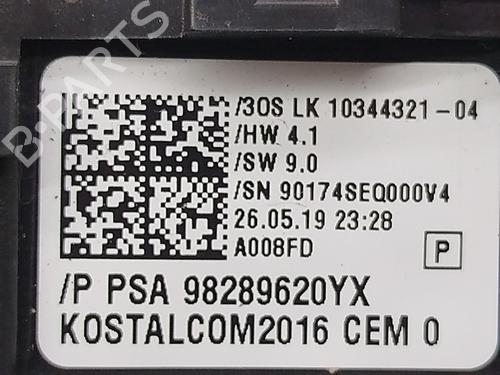 B-PARTS
/3OS LK 10344321-04
/HW 4.1
/SW 9.0
/SN 90174SEQ000V4
26.05.19 23:28
A008FD P
/P PSA 98289620YX
KOSTALCOM2016 CEM 0